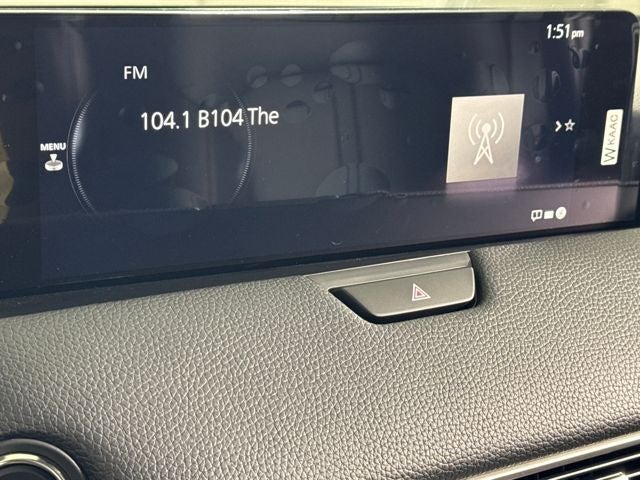 1:51pm
FM
104.1 B104 The
MENU
WKAAC